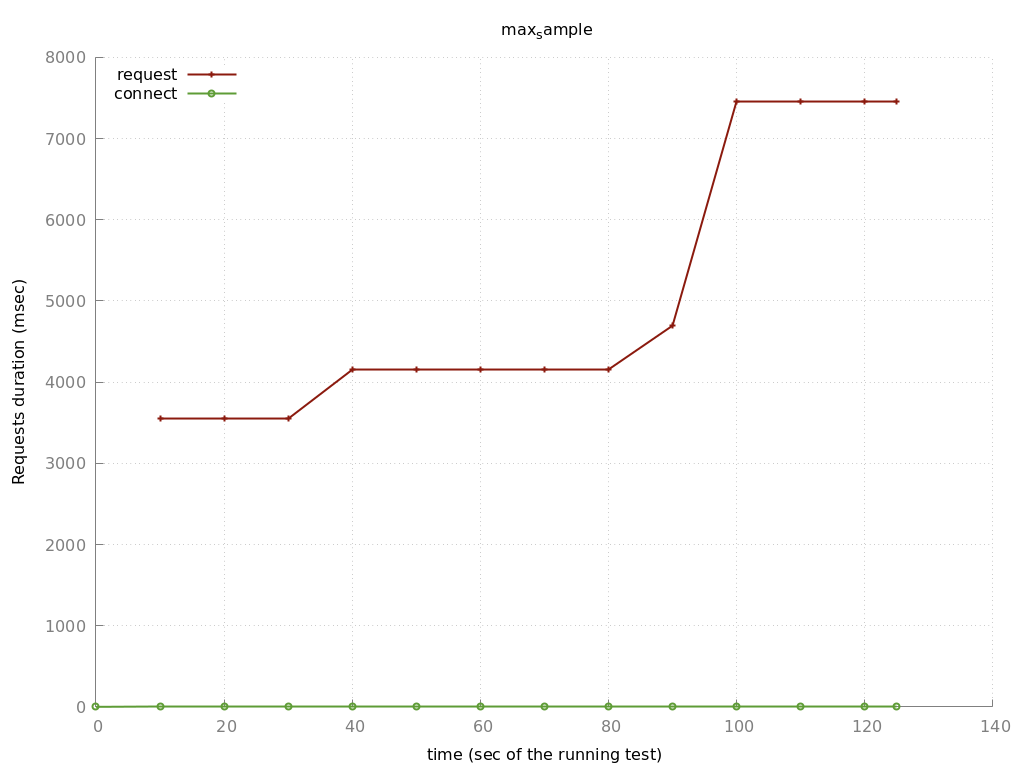 maxsample
8000
request
connect
7000
6000
5000
4000
3000
2000
1000
0
Requests duration (msec)
0 20 40 60 80 100 120 140
time (sec of the running test)